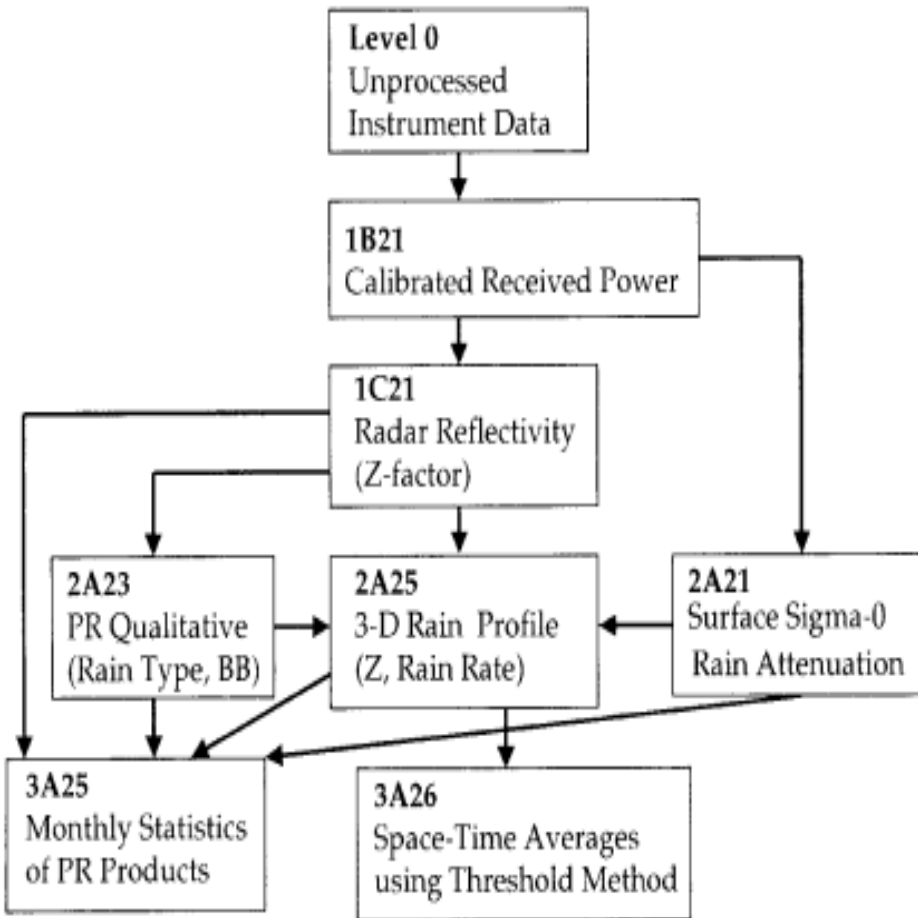 Level 0
Unprocessed
Instrument Data
1B21
Calibrated Received Power
1C21
Radar Reflectivity
(Z-factor)
2A23
PR Qualitative
(Rain Type, BB)
2A25
3-D Rain Profile
(Z, Rain Rate)
2A21
Surface Sigma-0
Rain Attenuation
3A25
Monthly Statistics
of PR Products
3A26
Space-Time Averages
using Threshold Method